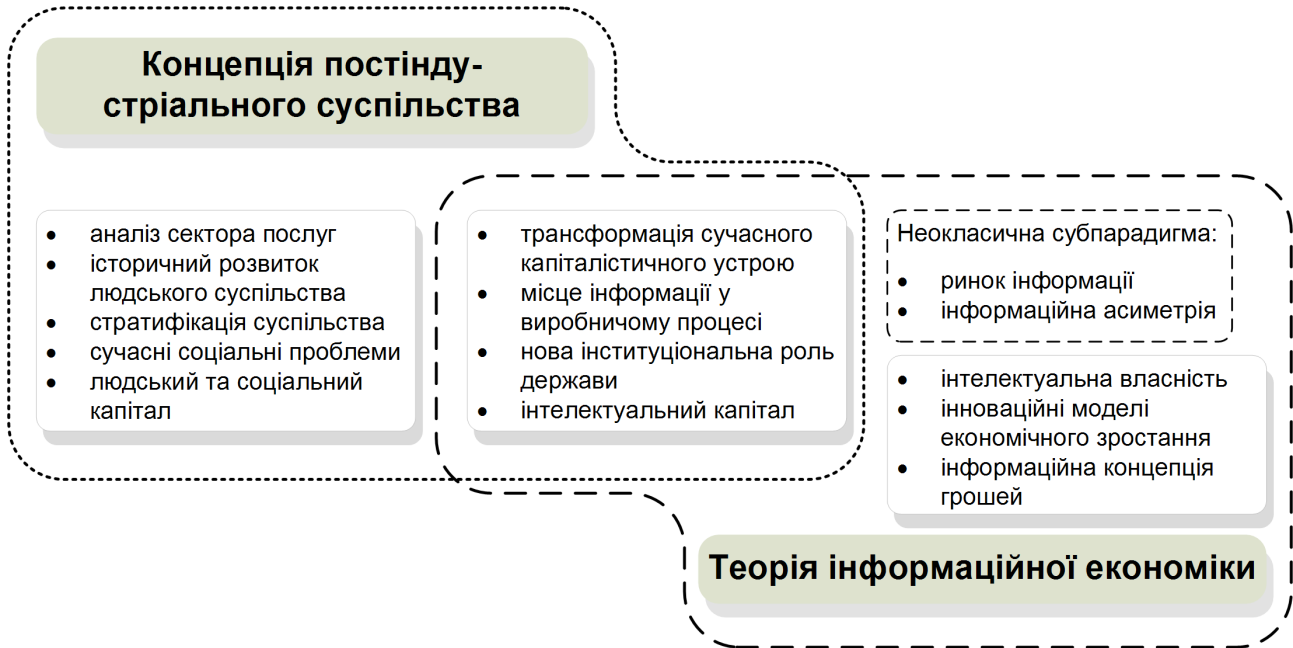 Концепція постінду-
стріального суспільства
• аналіз сектора послуг
• історичний розвиток
людського суспільства
• стратифікація суспільства
• сучасні соціальні проблеми
• людський та соціальний
капітал
• трансформація сучасного
капіталістичного устрою
• місце інформації у
виробничому процесі
• нова інституціональна роль
держави
• інтелектуальний капітал
Неокласична субпарадигма:
• ринок інформації
• інформаційна асиметрія
• інтелектуальна власність
• інноваційні моделі
економічного зростання
• інформаційна концепція
грошей
Теорія інформаційної економіки